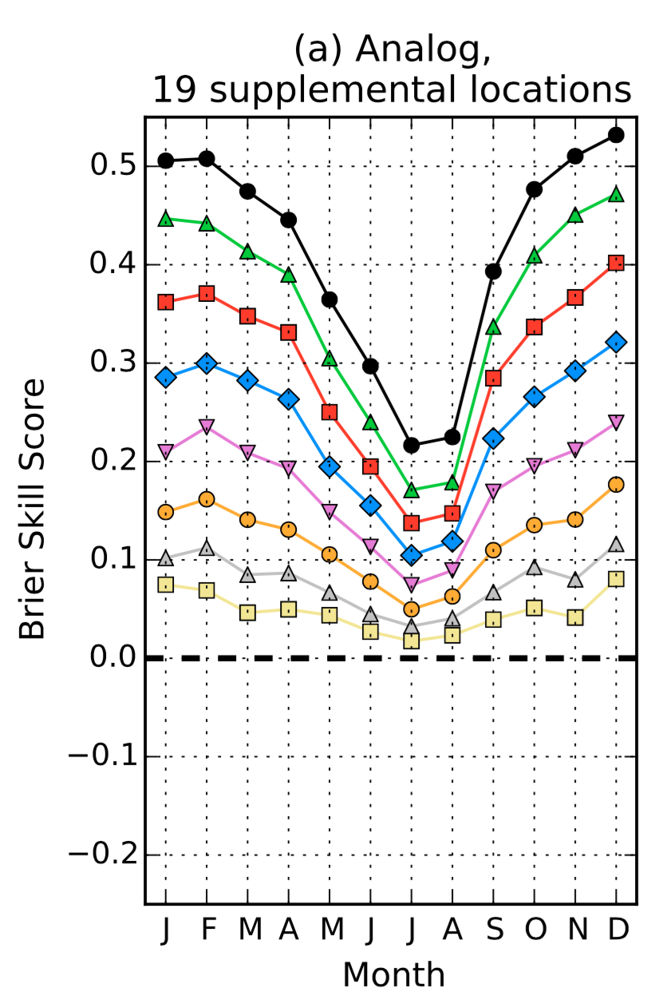 (a) Analog,
19 supplemental locations
Brier Skill Score
0.5
0.4
0.3
0.2
0.1
0.0
−0.1
−0.2
J F M A M J J A S O N D
Month